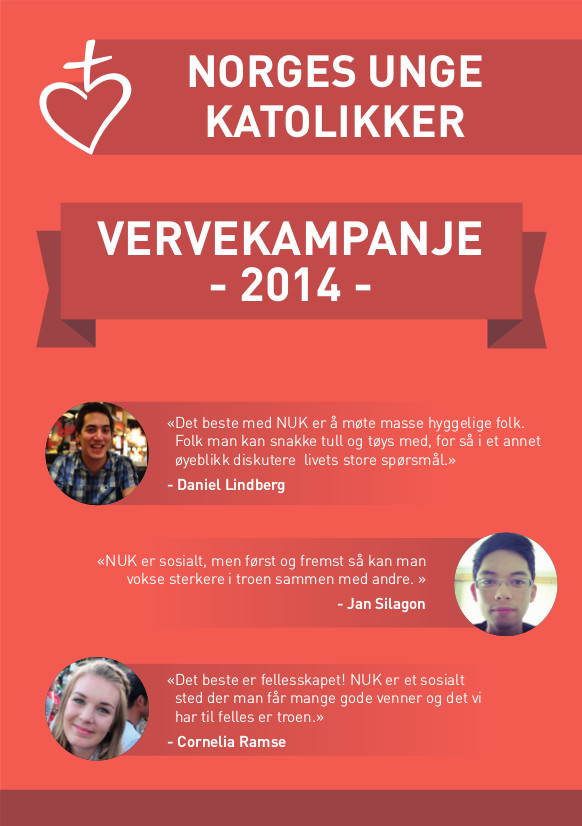 NORGES UNGE
KATOLIKKER
VERVEKAMPANJE
- 2014 -
«Det beste med NUK er å møte masse hyggelige folk.
Folk man kan snakke tull og tøys med, for så i et annet
øyeblikk diskutere livets store spørsmål.»
- Daniel Lindberg
«NUK er sosialt, men først og fremst så kan man
vokse sterkere i troen sammen med andre. »
- Jan Silagon
«Det beste er fellesskapet! NUK er et sosialt
sted der man får mange gode venner og det vi
har til felles er troen.»
- Cornelia Ramse